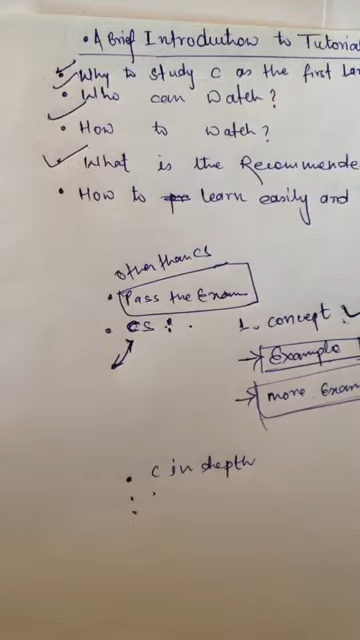 • A Brief Introduction to Tutoria
• Why to study C as the first Lan
• Who can watch?
• How to watch?
• What is the Recommende
• How to learn easily and
other than CS
• Pass the Exam
• CS :
1. concept
→ Example
→ more Exam
• C in depth